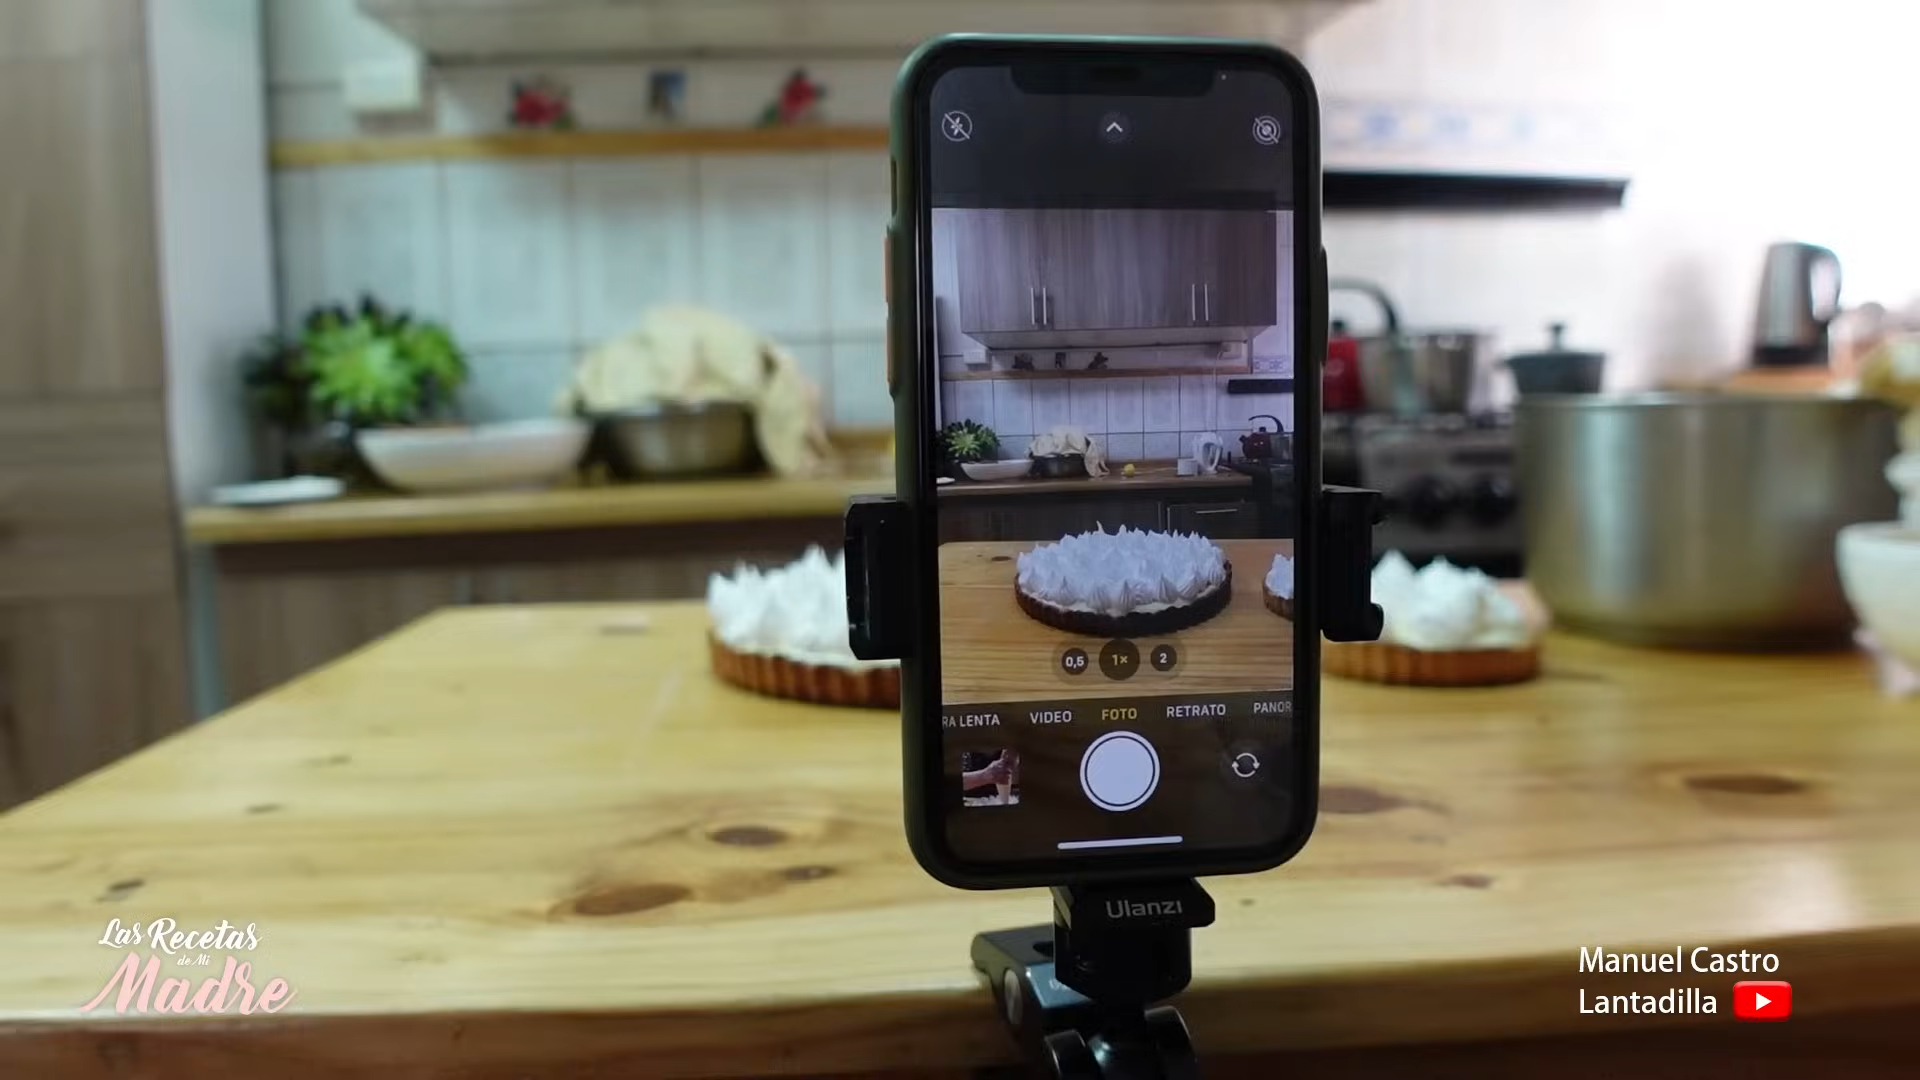 RA LENTA VIDEO FOTO RETRATO PANOR
0,5 1× 2
Ulanzi
Las Recetas
de Mi
Madre
Manuel Castro
Lantadilla